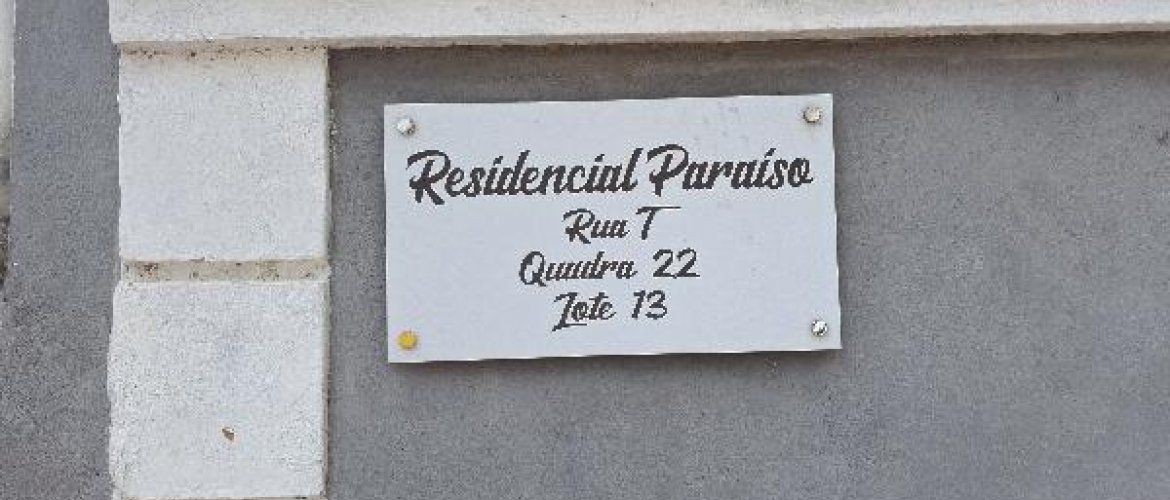 Residencial Paraíso
Rua T
Quadra 22
Lote 13